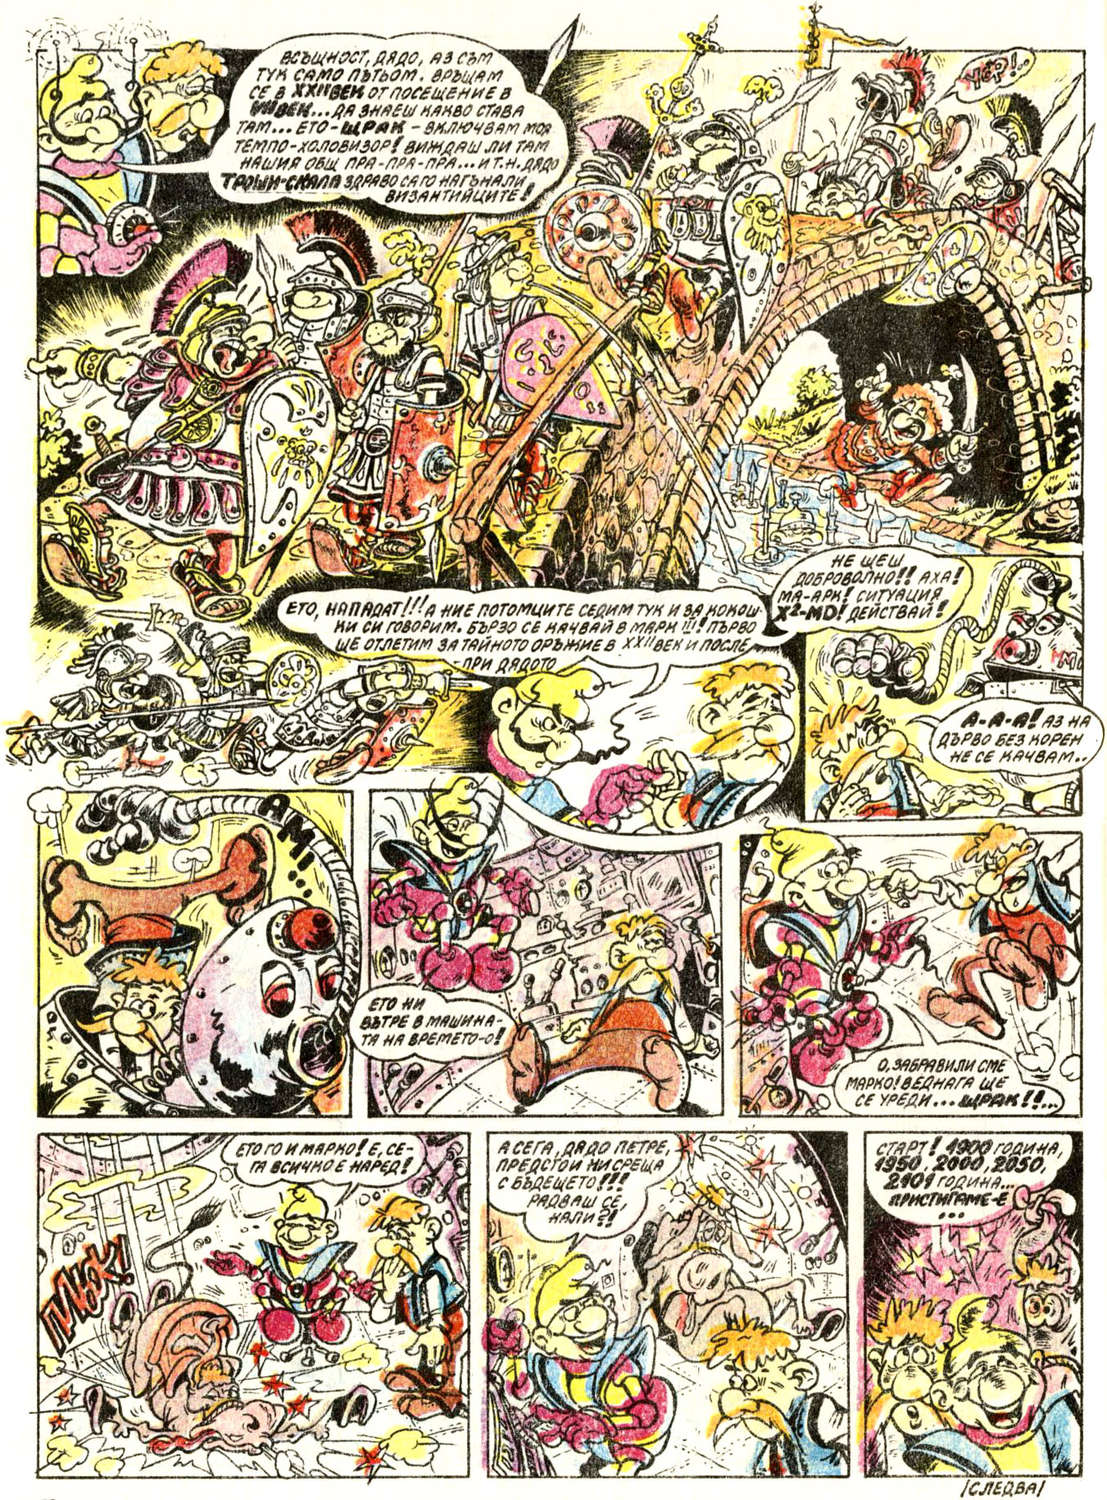 ВСЪЩНОСТ, ДЯДО, АЗ СЪМ
ТУК САМО ПЪТЬОМ. ВРЪЩАМ
СЕ В XXII ВЕК ОТ ПОСЕЩЕНИЕ В
ВЕК... ДА ЗНАЕШ КАКВО СТАВА
ТАМ... ЕТО - ЩРАК - ВКЛЮЧВАМ МОЯ
ТЕМПО-ХОЛОВИЗОР! ВИЖДАШ ЛИ ТАМ
НАШИЯ ОБЩ ПРА-ПРА-ПРА... И Т.Н. ДЯДО
ТРОШИ-СКАЛА ЗДРАВО СА ГО НАГЪНАЛИ
ВИЗАНТИЙЦИТЕ!
ЕТО, НАПАДАТ!!! А НИЕ ПОТОМЦИТЕ СЕДИМ ТУК И ЗА КОКОШ-
КИ СИ ГОВОРИМ. БЪРЗО СЕ КАЧВАЙ В МАРК III! ПЪРВО
ЩЕ ОТЛЕТИМ ЗА ТАЙНОТО ОРЪЖИЕ В XXII ВЕК И ПОСЛЕ
- ПРИ ДЯДОТО
НЕ ЩЕШ
ДОБРОВОЛНО!! АХА!
МА-АРК! СИТУАЦИЯ
X2-MD! ДЕЙСТВАЙ!
А-А-А! АЗ НА
ДЪРВО БЕЗ КОРЕН
НЕ СЕ КАЧВАМ..
АМИ...
ЕТО НИ
ВЪТРЕ В МАШИНА-
ТА НА ВРЕМЕТО-О!
О, ЗАБРАВИЛИ СМЕ
МАРКО! ВЕДНАГА ЩЕ
СЕ УРЕДИ... ЩРАК!!...
ЕТО ГО И МАРКО! Е, СЕ-
ГА ВСИЧКО Е НАРЕД!
А СЕГА, ДЯДО ПЕТРЕ,
ПРЕДСТОИ НИ СРЕЩА
С БЪДЕЩЕТО!!!
РАДВАШ СЕ,
НАЛИ?!
СТАРТ! 1900 ГОДИНА,
1950, 2000, 2050,
2101 ГОДИНА...
ПРИСТИГАМЕ-Е
...
/СЛЕДВА/